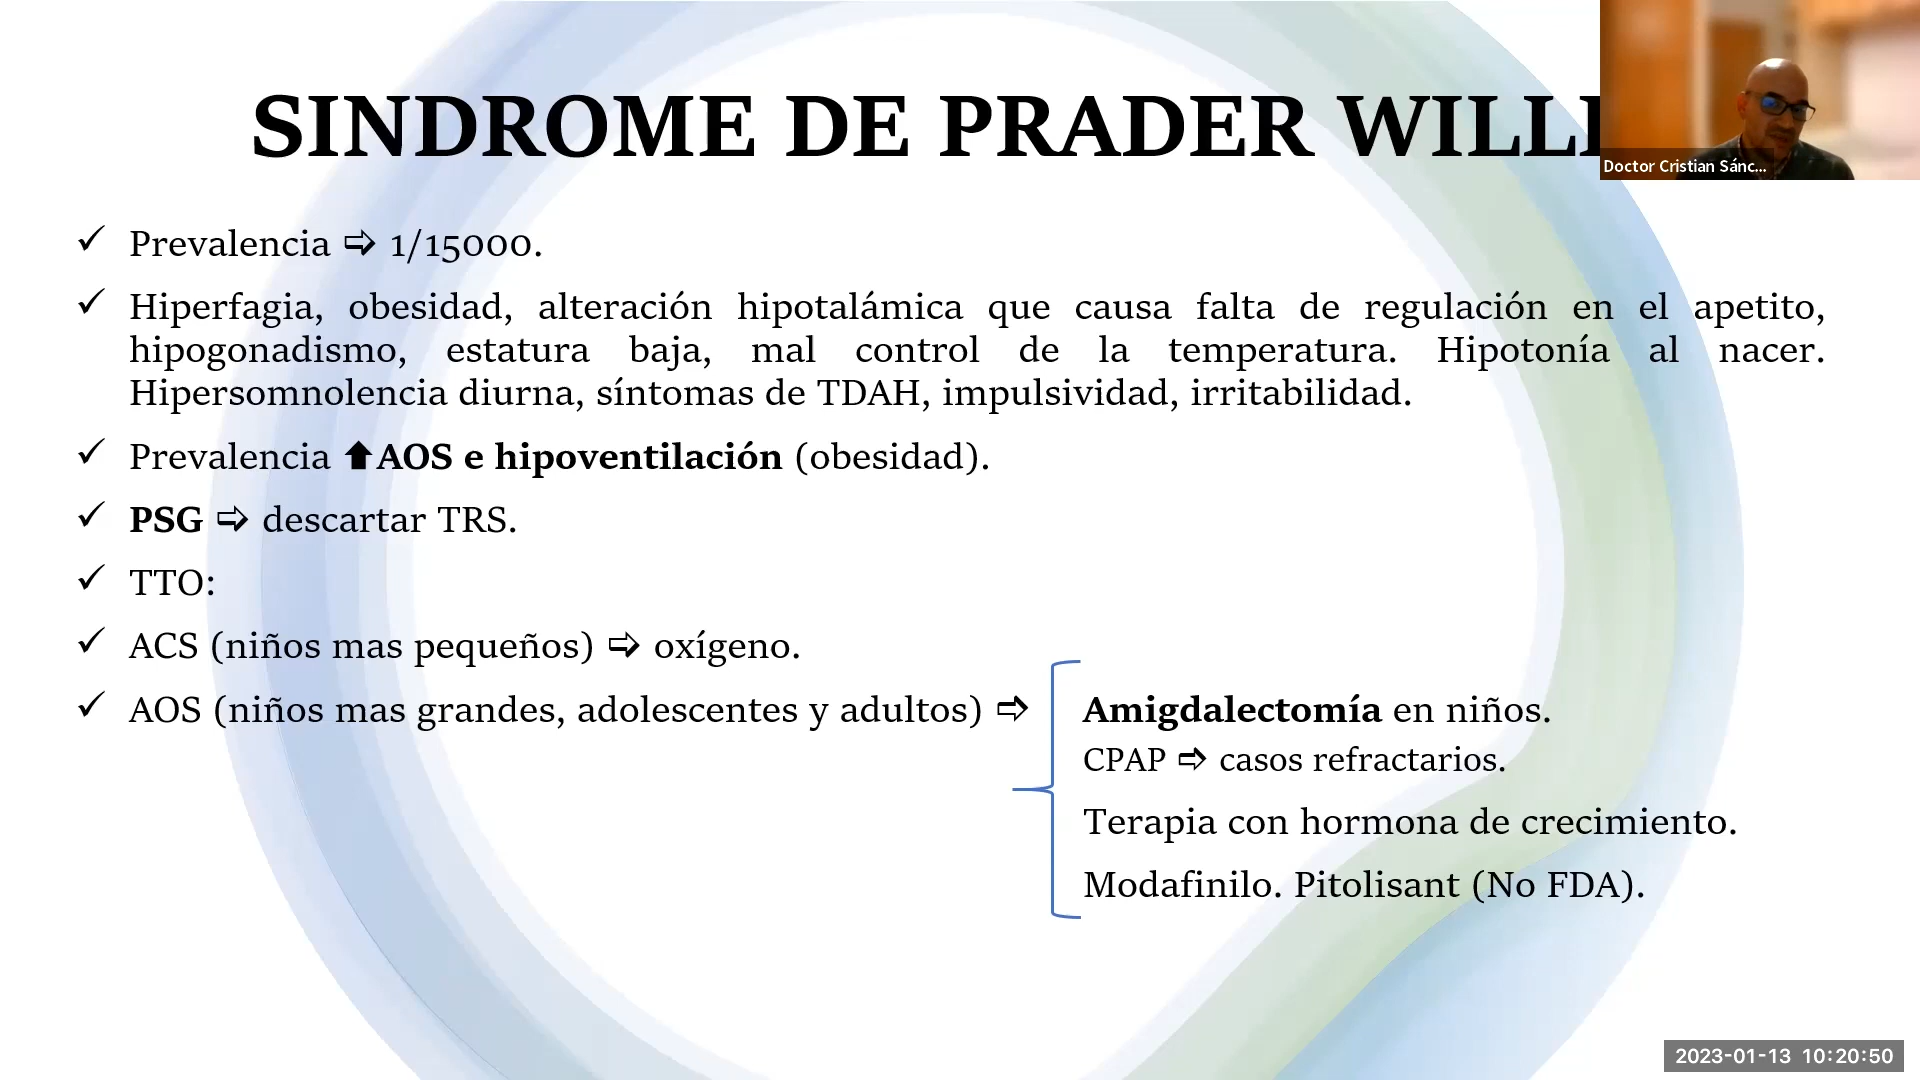 SINDROME DE PRADER WILLI
Doctor Cristian Sánc...
✓ Prevalencia ⇨ 1/15000.
✓ Hiperfagia, obesidad, alteración hipotalámica que causa falta de regulación en el apetito,
hipogonadismo, estatura baja, mal control de la temperatura. Hipotonía al nacer.
Hipersomnolencia diurna, síntomas de TDAH, impulsividad, irritabilidad.
✓ Prevalencia ⬆AOS e hipoventilación (obesidad).
✓ PSG ⇨ descartar TRS.
✓ TTO:
✓ ACS (niños mas pequeños) ⇨ oxígeno.
✓ AOS (niños mas grandes, adolescentes y adultos) ⇨ Amigdalectomía en niños.
CPAP ⇨ casos refractarios.
Terapia con hormona de crecimiento.
Modafinilo. Pitolisant (No FDA).
2023-01-13 10:20:50